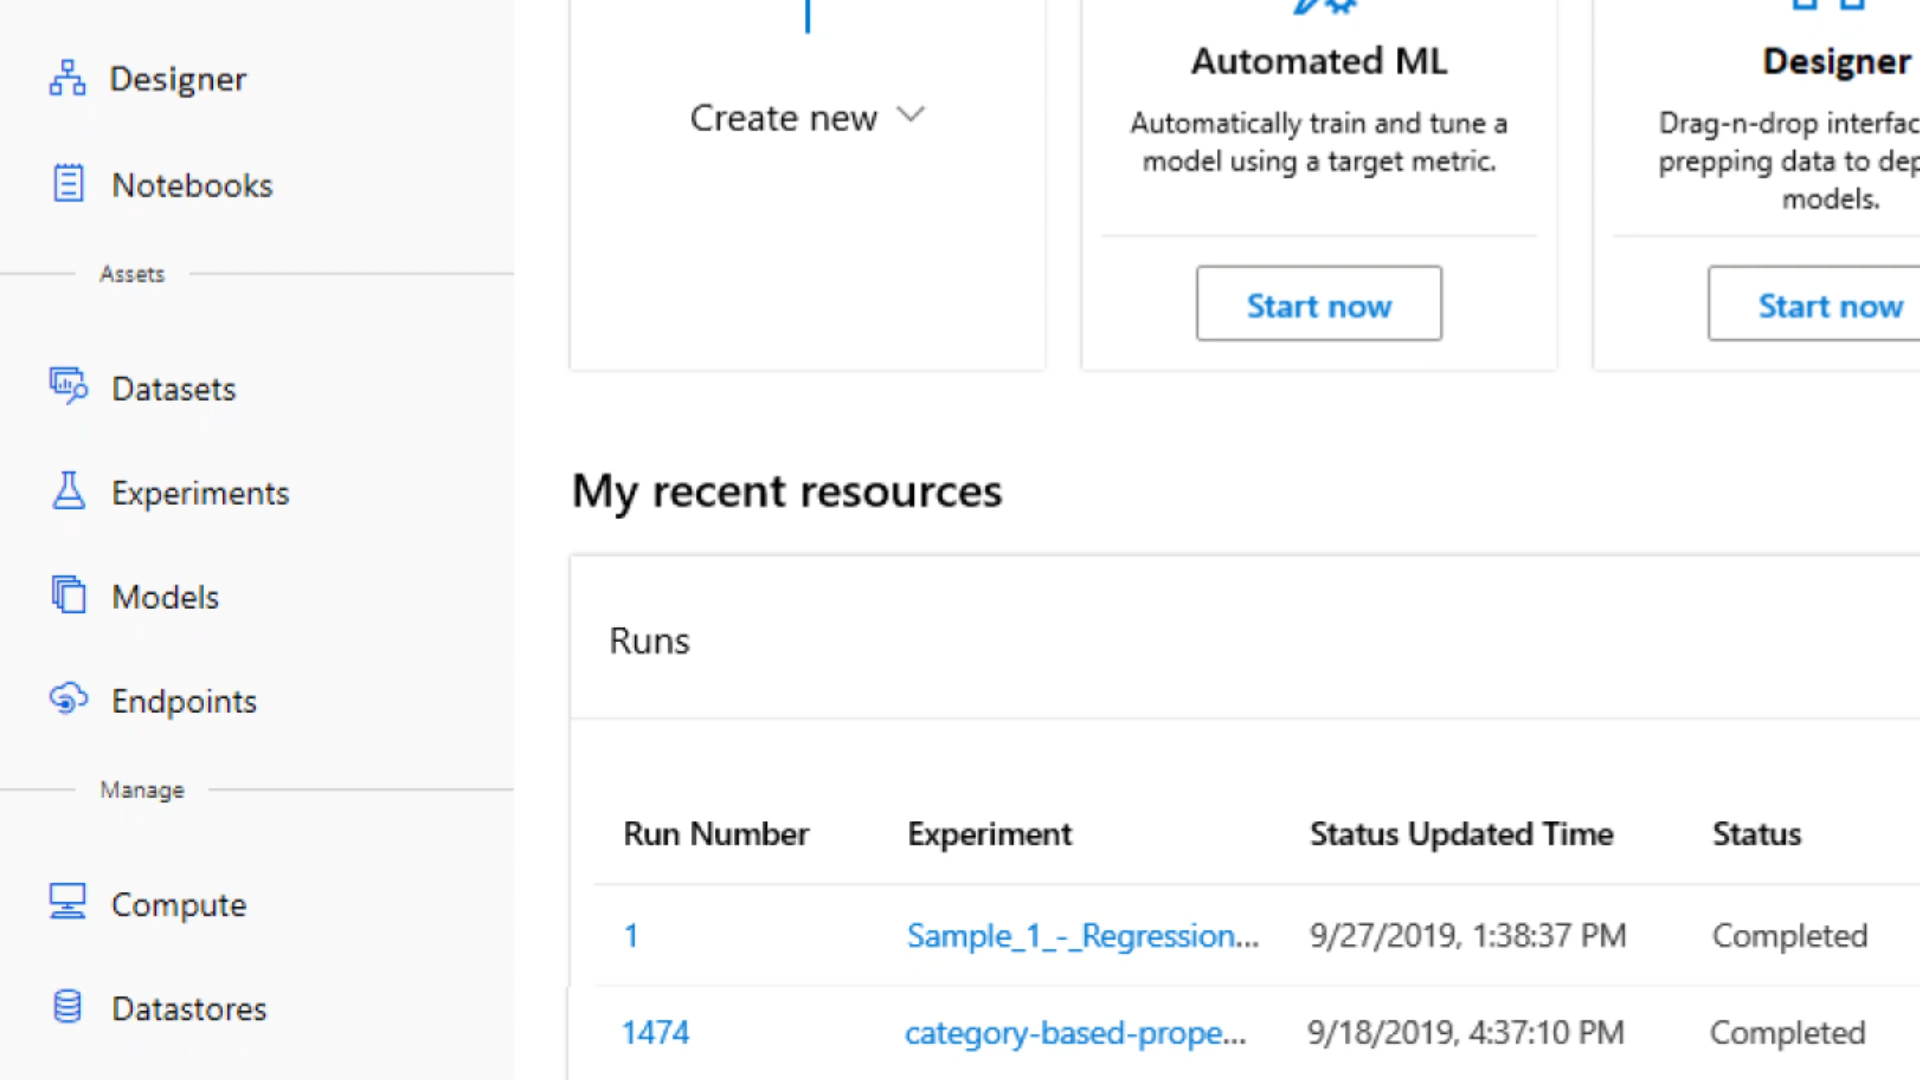 Designer
Notebooks
Assets
Datasets
Experiments
Models
Endpoints
Manage
Compute
Datastores
Create new
Automated ML
Automatically train and tune a
model using a target metric.
Start now
Designer
Drag-n-drop interfac
prepping data to dep
models.
Start now
My recent resources
Runs
Run Number Experiment Status Updated Time Status
1 Sample_1_-_Regression... 9/27/2019, 1:38:37 PM Completed
1474 category-based-prope... 9/18/2019, 4:37:10 PM Completed